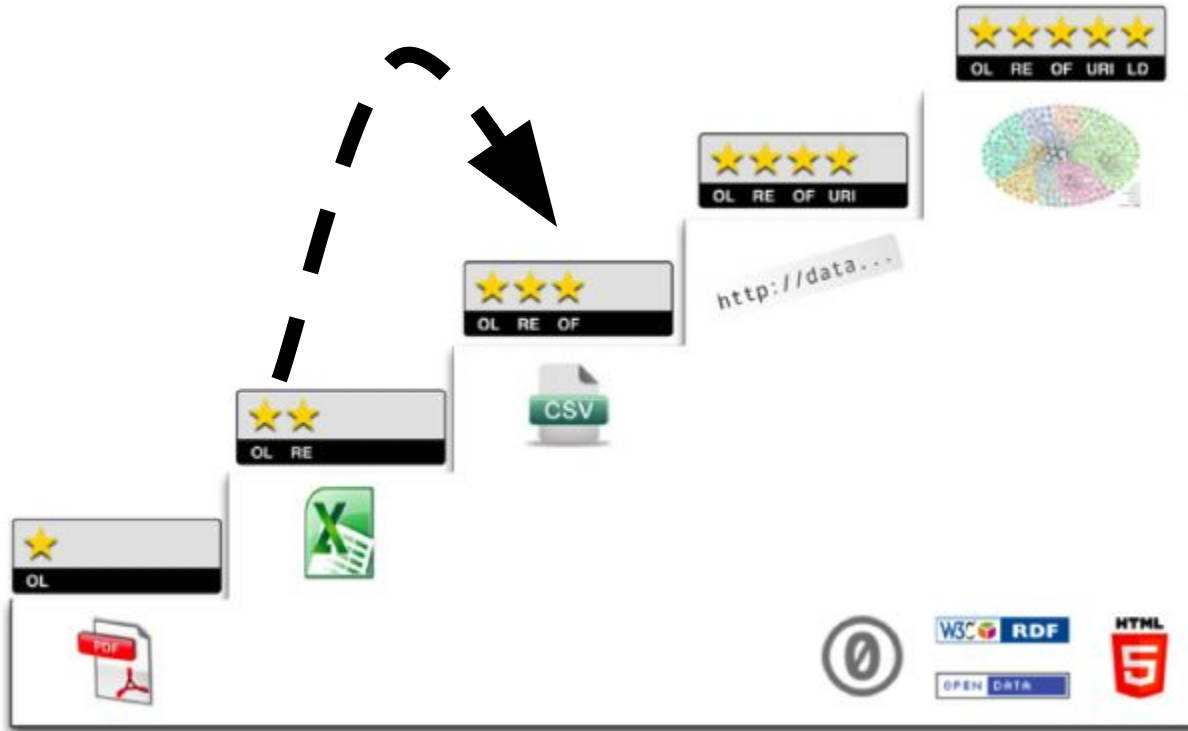 OL RE OF URI LD
OL RE OF URI
http://data...
OL RE OF
CSV
OL RE
X
OL
PDF
0
W3C RDF
OPEN DATA
HTML
5